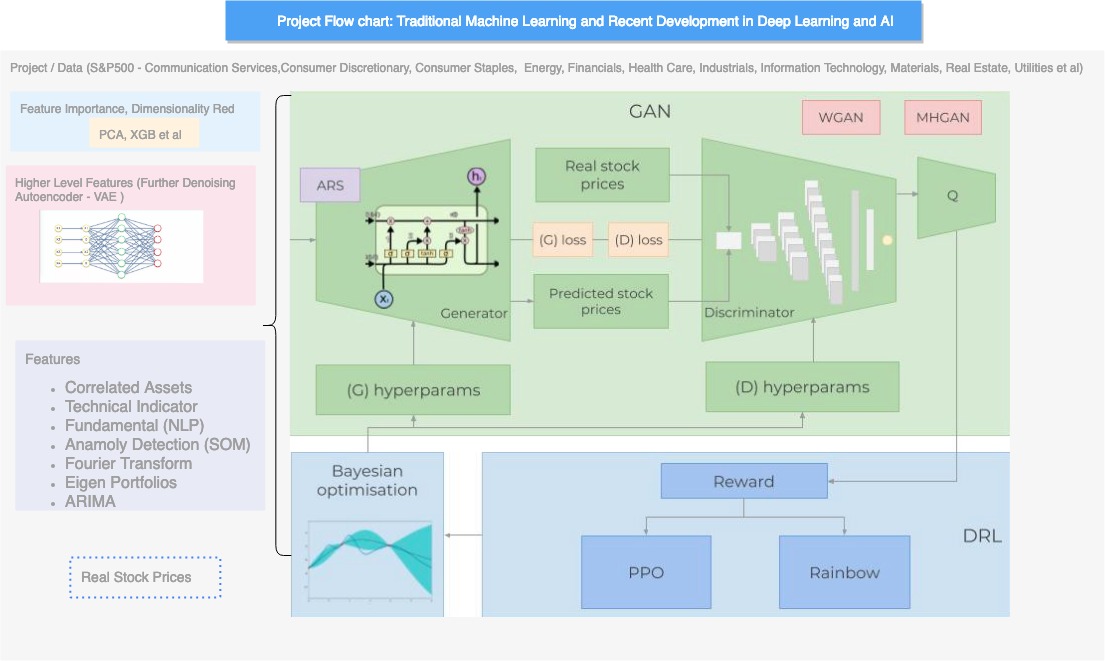 Project Flow chart: Traditional Machine Learning and Recent Development in Deep Learning and AI
Project / Data (S&P500 - Communication Services,Consumer Discretionary, Consumer Staples, Energy, Financials, Health Care, Industrials, Information Technology, Materials, Real Estate, Utilities et al)
Feature Importance, Dimensionality Red
PCA, XGB et al
Higher Level Features (Further Denoising
Autoencoder - VAE )
Features
Correlated Assets
Technical Indicator
Fundamental (NLP)
Anamoly Detection (SOM)
Fourier Transform
Eigen Portfolios
ARIMA
Real Stock Prices
GAN
WGAN
MHGAN
ARS
Real stock
prices
(G) loss
(D) loss
Predicted stock
prices
Generator
Discriminator
Q
(G) hyperparams
(D) hyperparams
Bayesian
optimisation
Reward
DRL
PPO
Rainbow